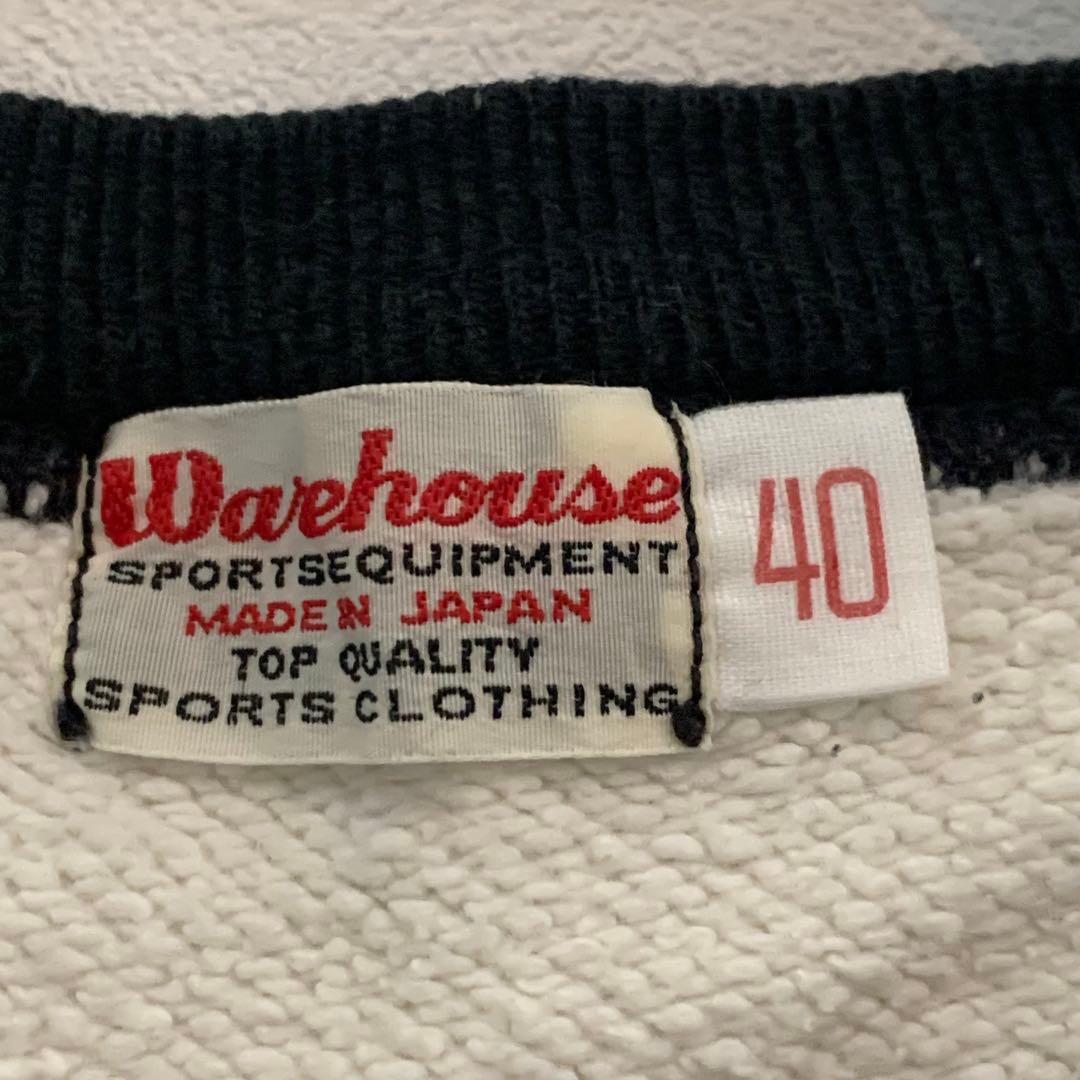 Warehouse
SPORTSEQUIPMENT
MADE IN JAPAN
TOP QUALITY
SPORTS CLOTHING
40